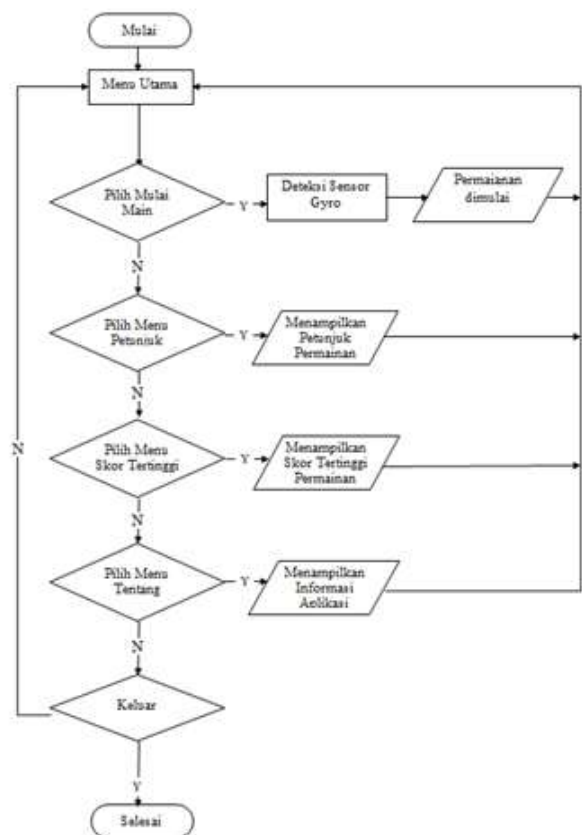 Mulai
Menu Utama
Pilih Mulai
Main
Y
Deteksi Sensor
Gyro
Permaianan
dimulai
N
Pilih Menu
Petunjuk
Y
Menampilkan
Petunjuk
Permainan
N
Pilih Menu
Skor Tertinggi
Y
Menampilkan
Skor Tertinggi
Permainan
N
N
Pilih Menu
Tentang
Y
Menampilkan
Informasi
Aplikasi
N
Keluar
Y
Selesai